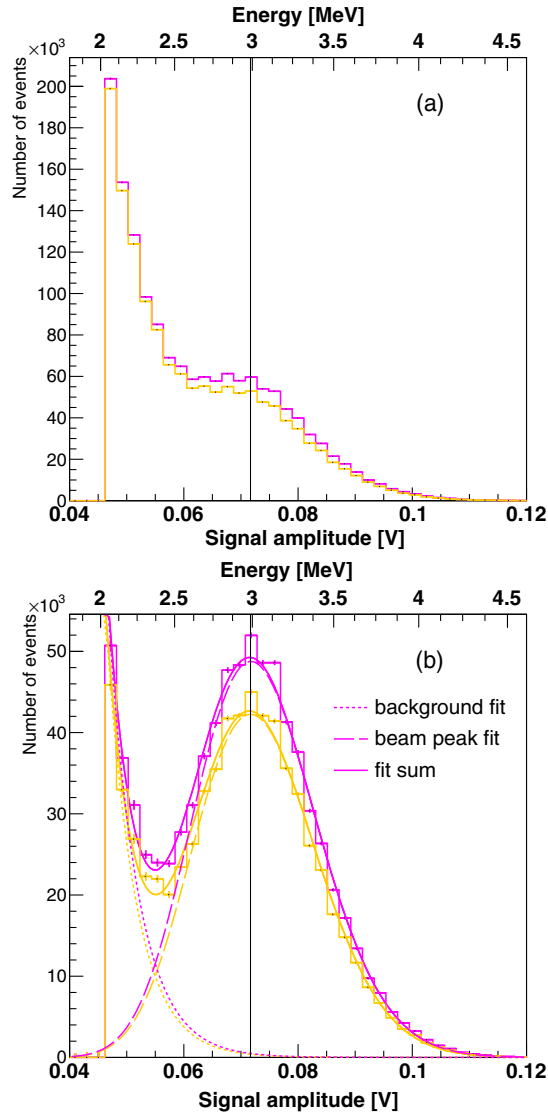 Energy [MeV]
2 2.5 3 3.5 4 4.5
×10³
Number of events
(a)
200
180
160
140
120
100
80
60
40
20
0
0.04 0.06 0.08 0.1 0.12
Signal amplitude [V]
Energy [MeV]
2 2.5 3 3.5 4 4.5
×10³
Number of events
(b)
50
40
30
20
10
0
background fit
beam peak fit
fit sum
0.04 0.06 0.08 0.1 0.12
Signal amplitude [V]